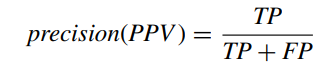 precision(PPV) = TP / TP + FP